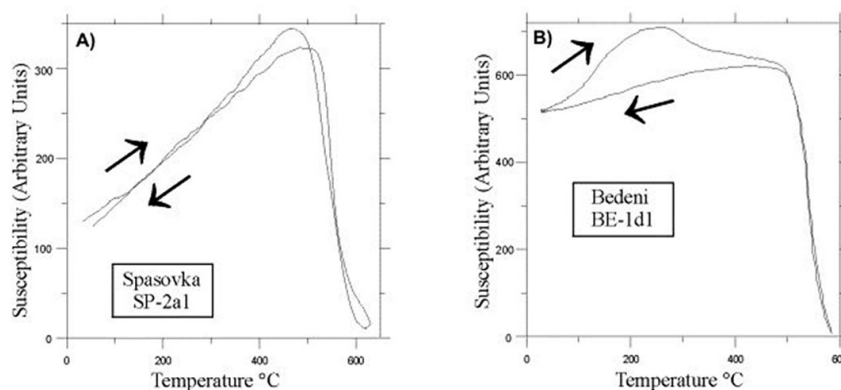 A)
Susceptibility (Arbitrary Units)
300
200
100
0
Spasovka
SP-2a1
0
200
400
600
Temperature °C
B)
Susceptibility (Arbitrary Units)
600
400
200
0
Bedeni
BE-1d1
0
200
400
600
Temperature °C